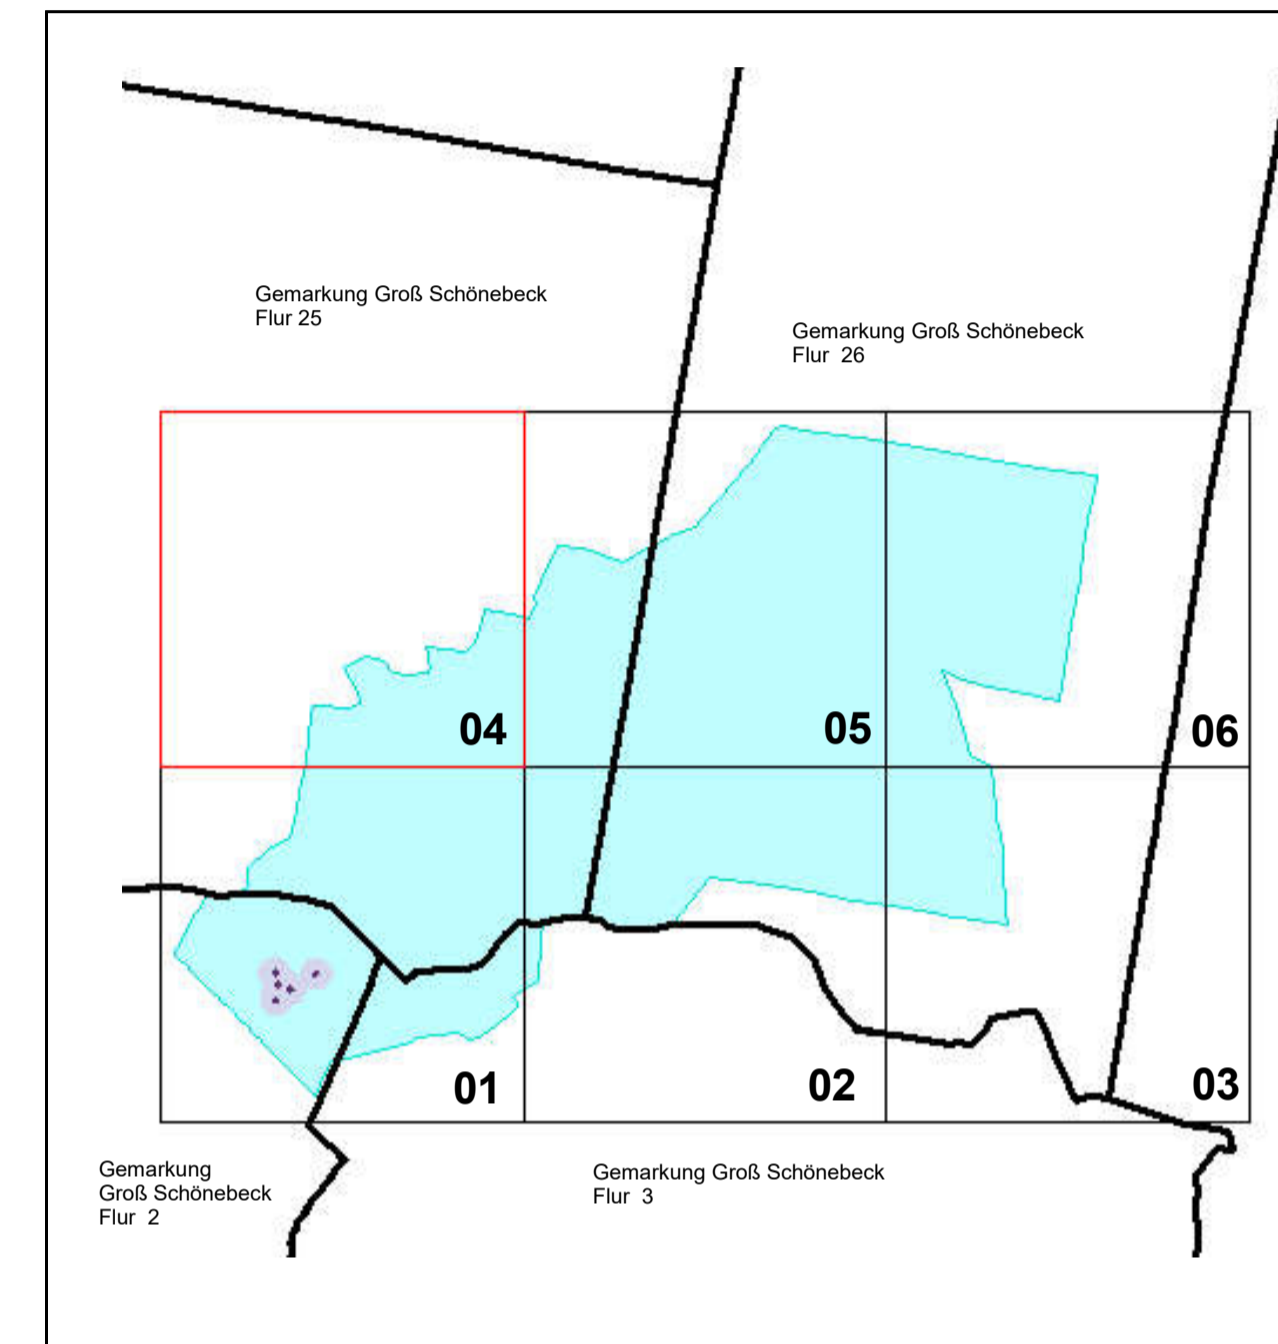 Gemarkung Groß Schönebeck
Flur 25
Gemarkung Groß Schönebeck
Flur 26
04
05
06
01
02
03
Gemarkung
Groß Schönebeck
Flur 2
Gemarkung Groß Schönebeck
Flur 3